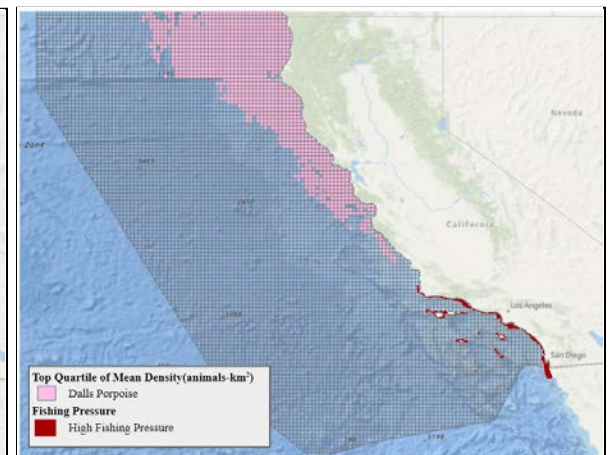 Nevada
Zone
California
Los Angeles
San Diego
Top Quartile of Mean Density(animals-km²)
Dalls Porpoise
Fishing Pressure
High Fishing Pressure